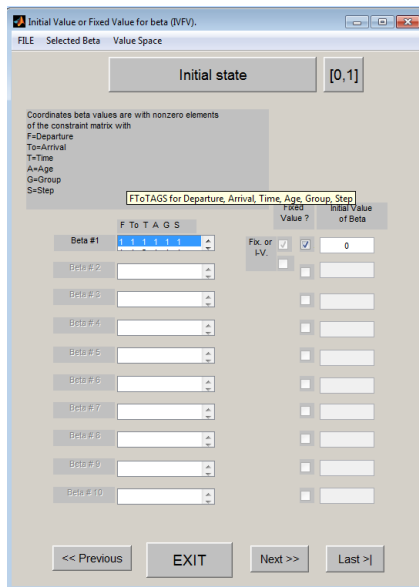 Initial Value or Fixed Value for beta (IVFV).
FILE Selected Beta Value Space
Initial state [0,1]
Coordinates beta values are with nonzero elements
of the constraint matrix with
F=Departure
To=Arrival
T=Time
A=Age
G=Group
S=Step
FToTAGS for Departure, Arrival, Time, Age, Group, Step
Fixed Value ?
Initial Value of Beta
F To T A G S
Beta #1 1 1 1 1 1 1 Fix. or I-V. 0
Beta # 2
Beta # 3
Beta # 4
Beta # 5
Beta # 6
Beta # 7
Beta # 8
Beta # 9
Beta # 10
<< Previous EXIT Next >> Last >|